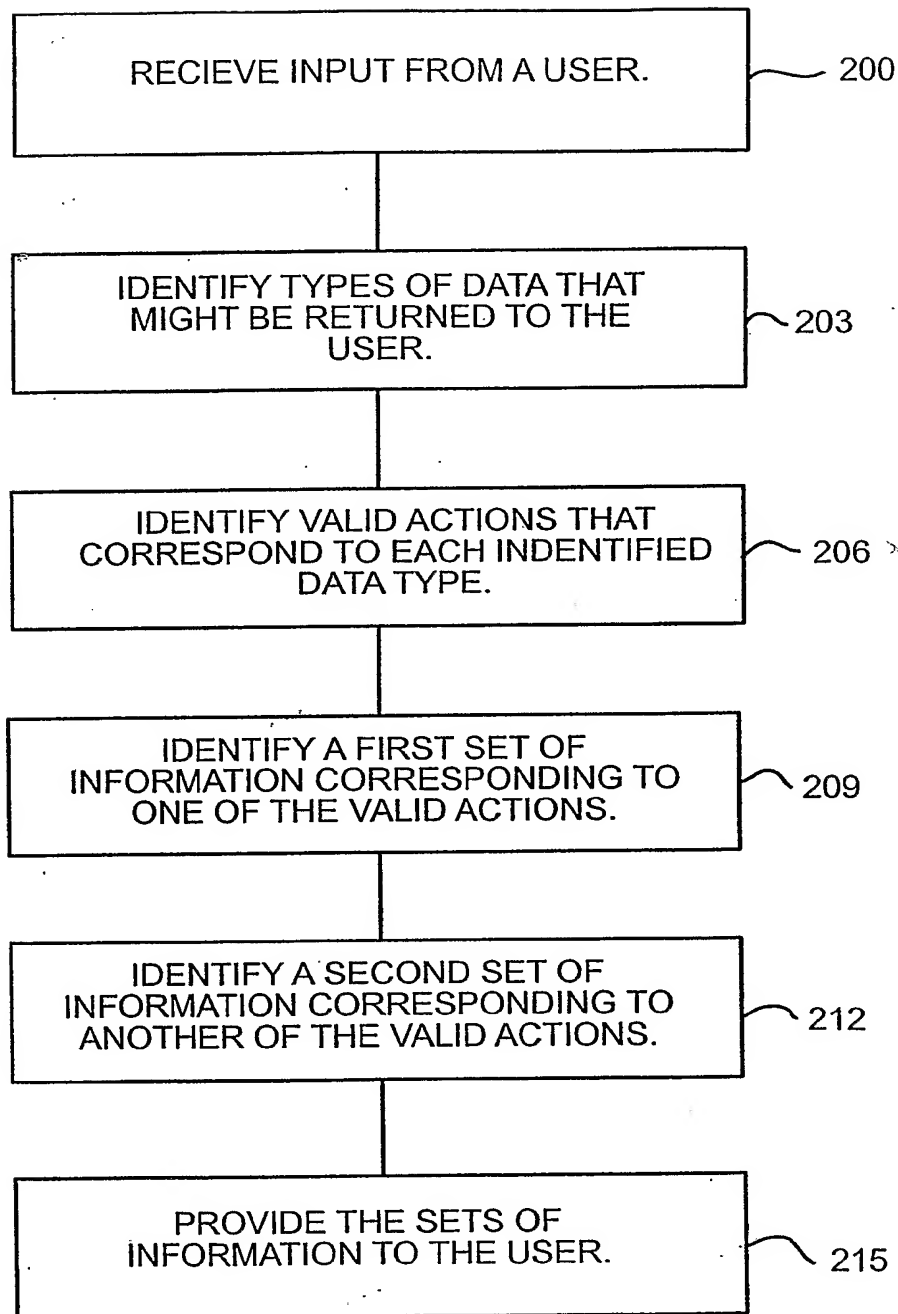 RECIEVE INPUT FROM A USER.
200
IDENTIFY TYPES OF DATA THAT
MIGHT BE RETURNED TO THE
USER.
203
IDENTIFY VALID ACTIONS THAT
CORRESPOND TO EACH INDENTIFIED
DATA TYPE.
206
IDENTIFY A FIRST SET OF
INFORMATION CORRESPONDING TO
ONE OF THE VALID ACTIONS.
209
IDENTIFY A SECOND SET OF
INFORMATION CORRESPONDING TO
ANOTHER OF THE VALID ACTIONS.
212
PROVIDE THE SETS OF
INFORMATION TO THE USER.
215